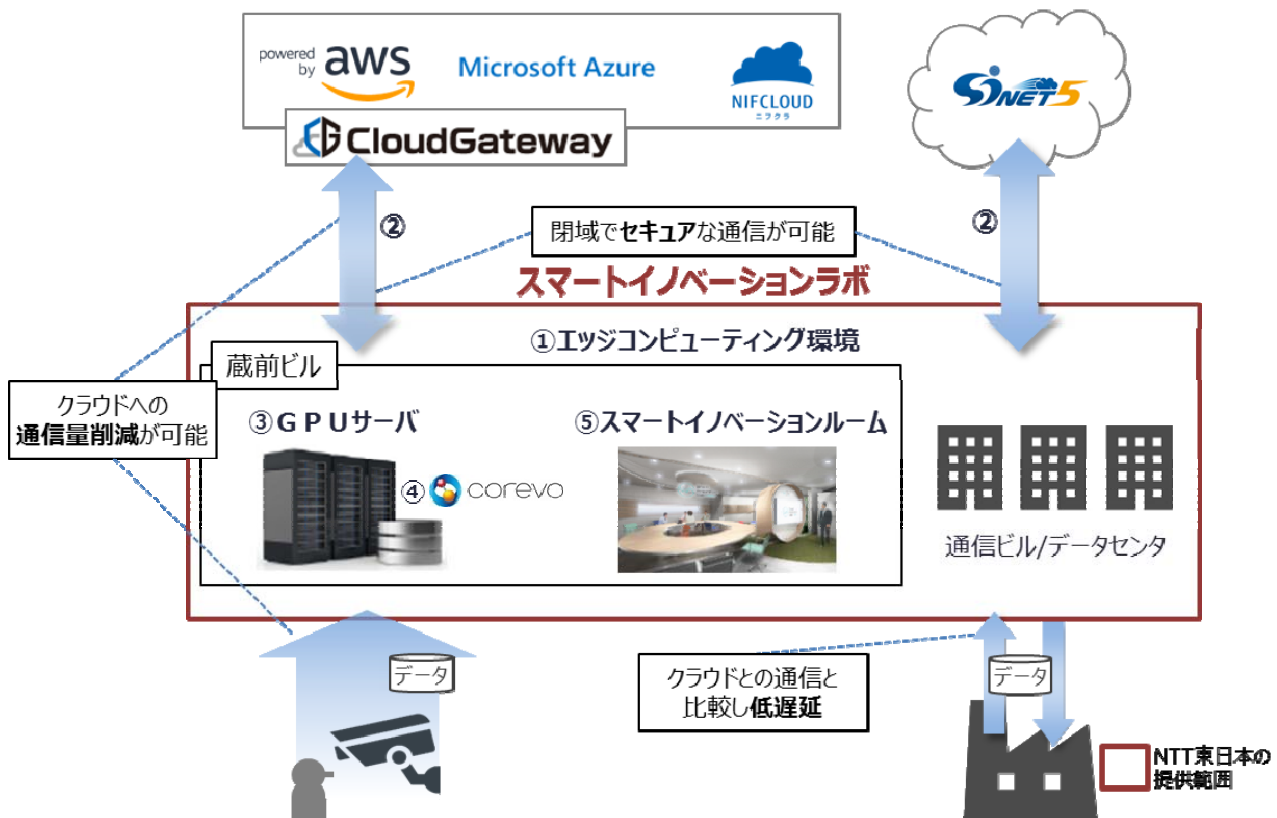 powered
by aws
Microsoft Azure
NIFCLOUD
ニフクラ
CloudGateway
SINET5
②
②
閉域でセキュアな通信が可能
スマートイノベーションラボ
①エッジコンピューティング環境
蔵前ビル
クラウドへの
通信量削減が可能
③GPUサーバ
⑤スマートイノベーションルーム
④ corevo
通信ビル/データセンタ
データ
クラウドとの通信と
比較し低遅延
データ
NTT東日本の
提供範囲